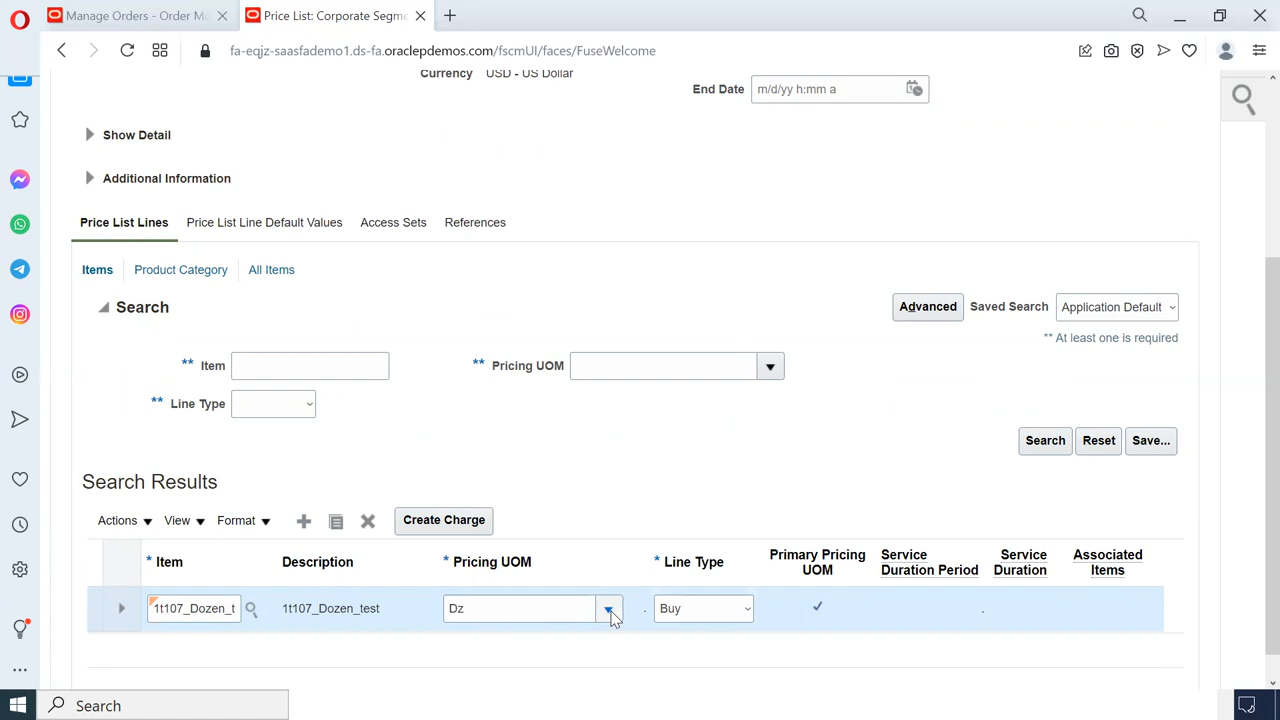 Manage Orders - Order Ma
Price List: Corporate Segme
fa-eqjz-saasfademo1.ds-fa.oraclepdemos.com/fscmUI/faces/FuseWelcome
Currency USD - US Dollar
End Date m/d/yy h:mm a
Show Detail
Additional Information
Price List Lines Price List Line Default Values Access Sets References
Items Product Category All Items
Search Advanced Saved Search Application Default
** At least one is required
** Item ** Pricing UOM
** Line Type
Search Reset Save...
Search Results
Actions View Format Create Charge
* Item Description * Pricing UOM * Line Type Primary Pricing UOM Service Duration Period Service Duration Associated Items
1t107_Dozen_t 1t107_Dozen_test Dz . Buy .
Search